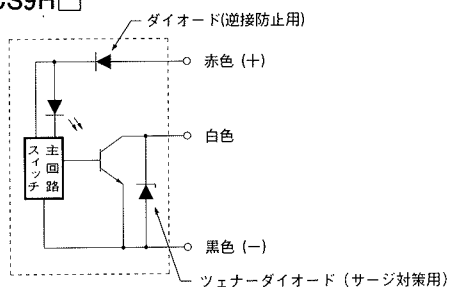 CS9H□
ダイオード(逆接防止用)
赤色 (+)
白色
スイッチ
主回路
黒色 (−)
ツェナーダイオード (サージ対策用)